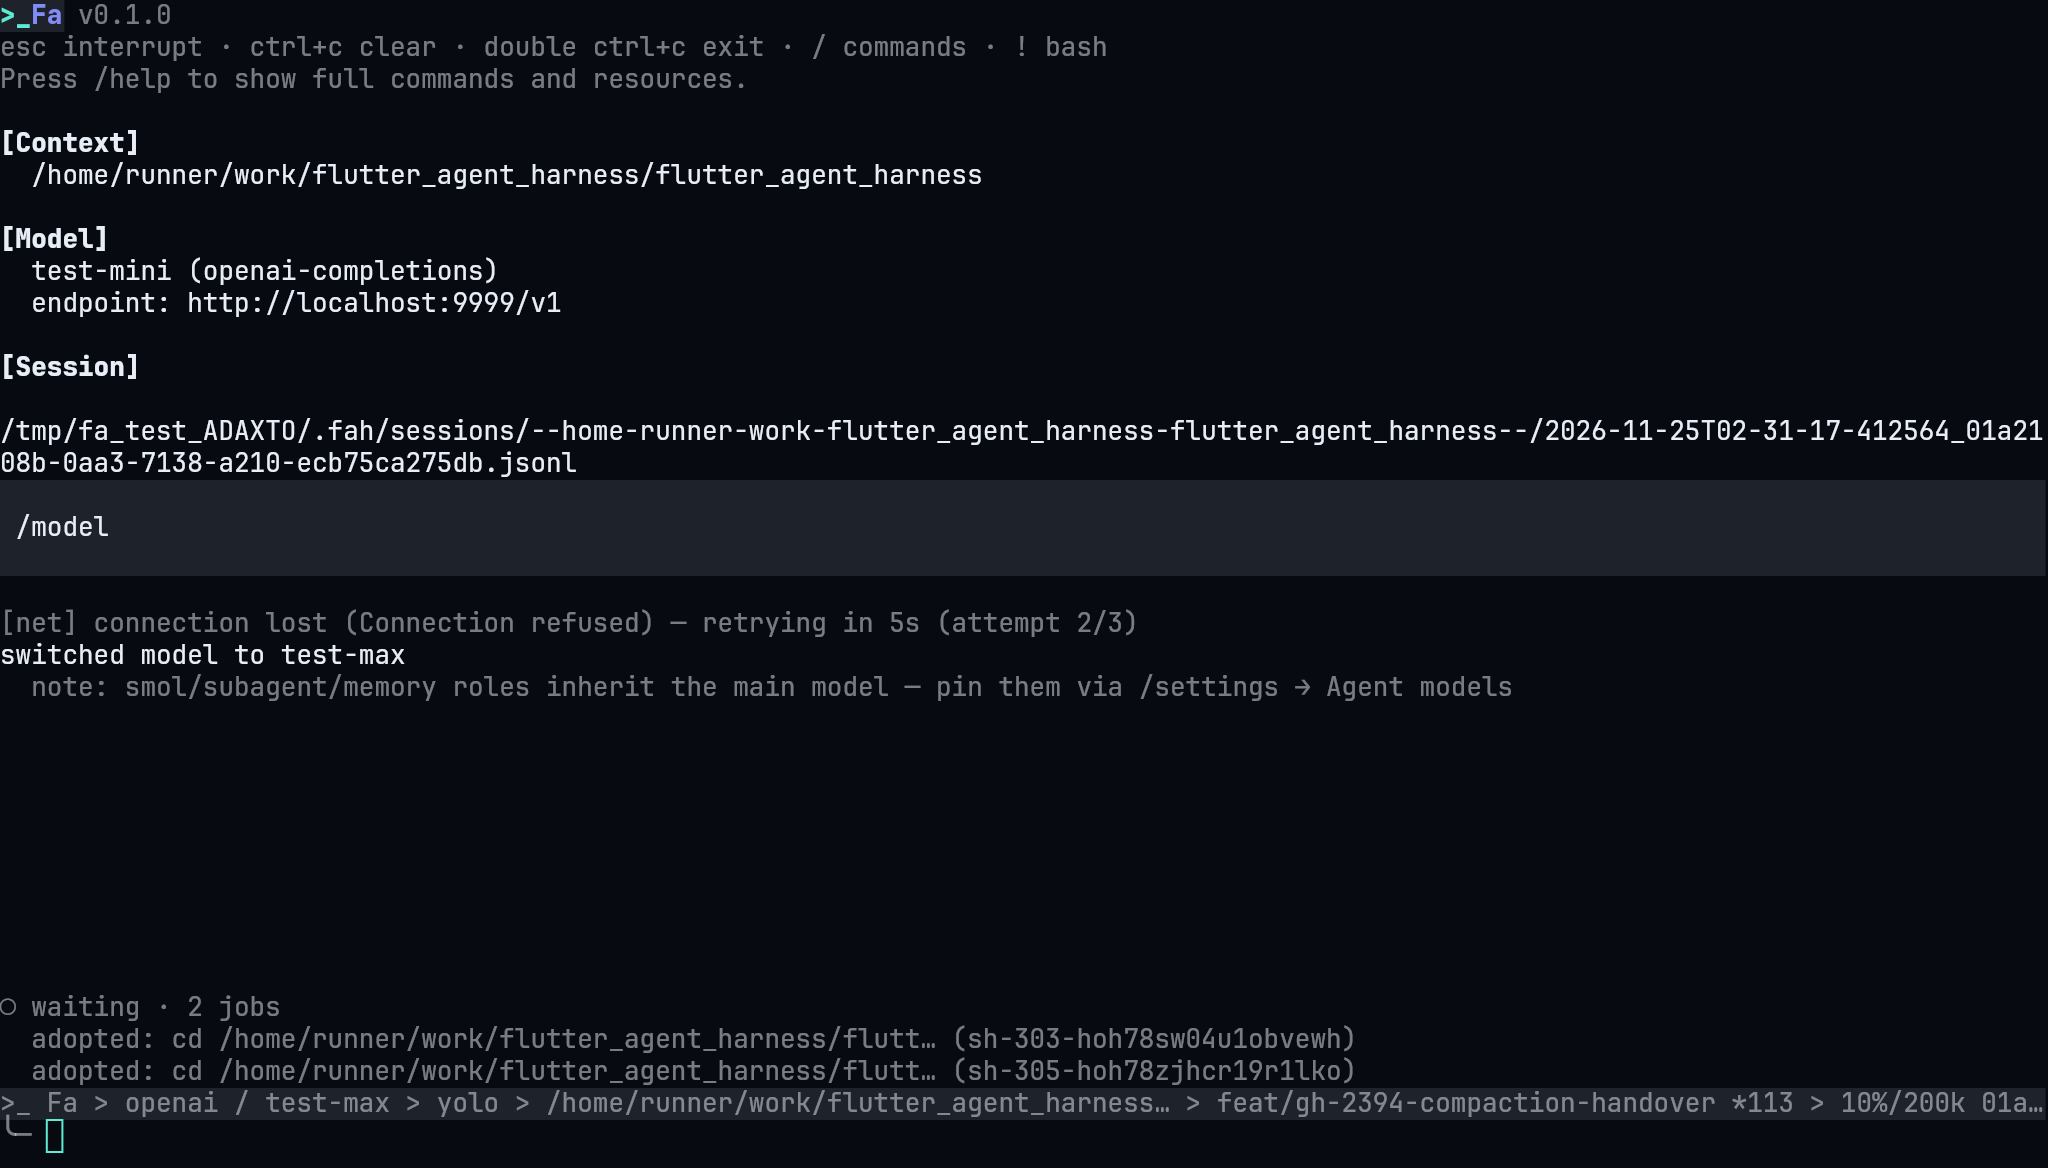 >_Fa v0.1.0
esc interrupt · ctrl+c clear · double ctrl+c exit · / commands · ! bash
Press /help to show full commands and resources.
[Context]
  /home/runner/work/flutter_agent_harness/flutter_agent_harness
[Model]
  test-mini (openai-completions)
  endpoint: http://localhost:9999/v1
[Session]
/tmp/fa_test_ADAXTO/.fah/sessions/--home-runner-work-flutter_agent_harness-flutter_agent_harness--/2026-11-25T02-31-17-412564_01a21
08b-0aa3-7138-a210-ecb75ca275db.jsonl
/model
[net] connection lost (Connection refused) — retrying in 5s (attempt 2/3)
switched model to test-max
  note: smol/subagent/memory roles inherit the main model — pin them via /settings → Agent models
○ waiting · 2 jobs
  adopted: cd /home/runner/work/flutter_agent_harness/flutt… (sh-303-hoh78sw04u1obvewh)
  adopted: cd /home/runner/work/flutter_agent_harness/flutt… (sh-305-hoh78zjhcr19r1lko)
>_ Fa > openai / test-max > yolo > /home/runner/work/flutter_agent_harness… > feat/gh-2394-compaction-handover *113 > 10%/200k 01a…